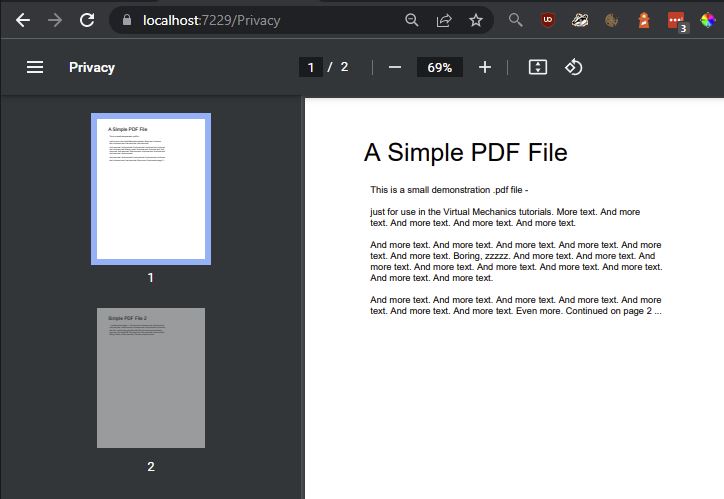 localhost:7229/Privacy
3
Privacy
1 / 2
69%
A Simple PDF File
1
Simple PDF File 2
2
A Simple PDF File
This is a small demonstration .pdf file -
just for use in the Virtual Mechanics tutorials. More text. And more
text. And more text. And more text. And more text.
And more text. And more text. And more text. And more text. And more
text. And more text. Boring, zzzzz. And more text. And more text. And
more text. And more text. And more text. And more text. And more text.
And more text. And more text.
And more text. And more text. And more text. And more text. And more
text. And more text. And more text. Even more. Continued on page 2 ...